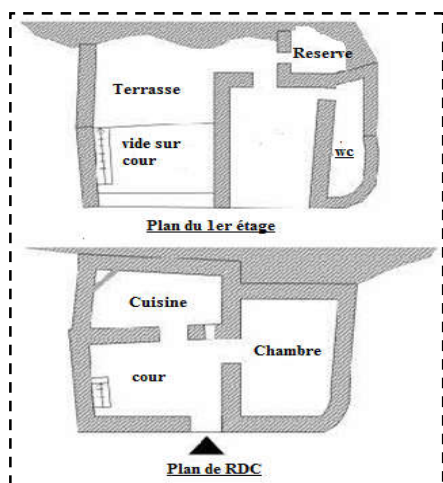 Reserve
Terrasse
vide sur
cour
wc
Plan du 1er étage
Cuisine
Chambre
cour
Plan de RDC